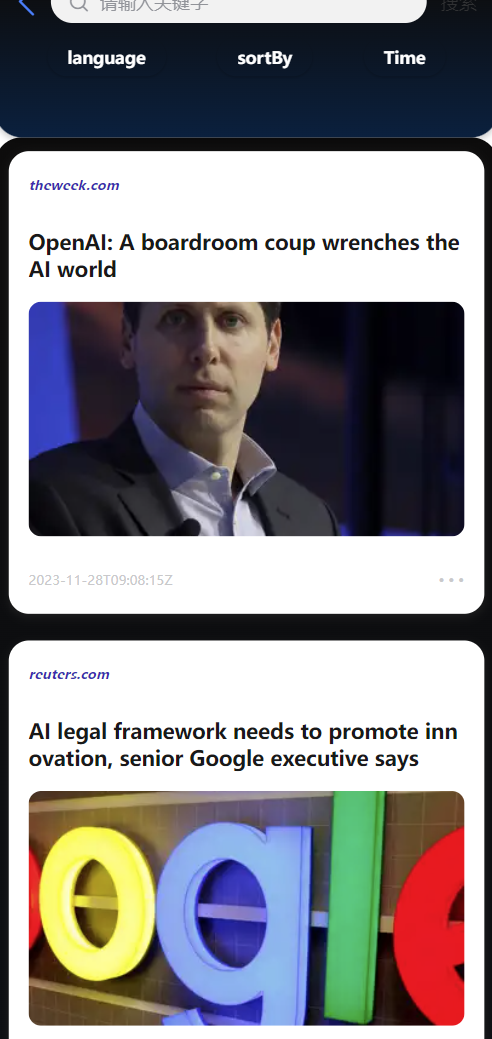 请输入关键字
搜索
language sortBy Time
theweek.com
OpenAI: A boardroom coup wrenches the
AI world
2023-11-28T09:08:15Z
reuters.com
AI legal framework needs to promote inn
ovation, senior Google executive says
oogle